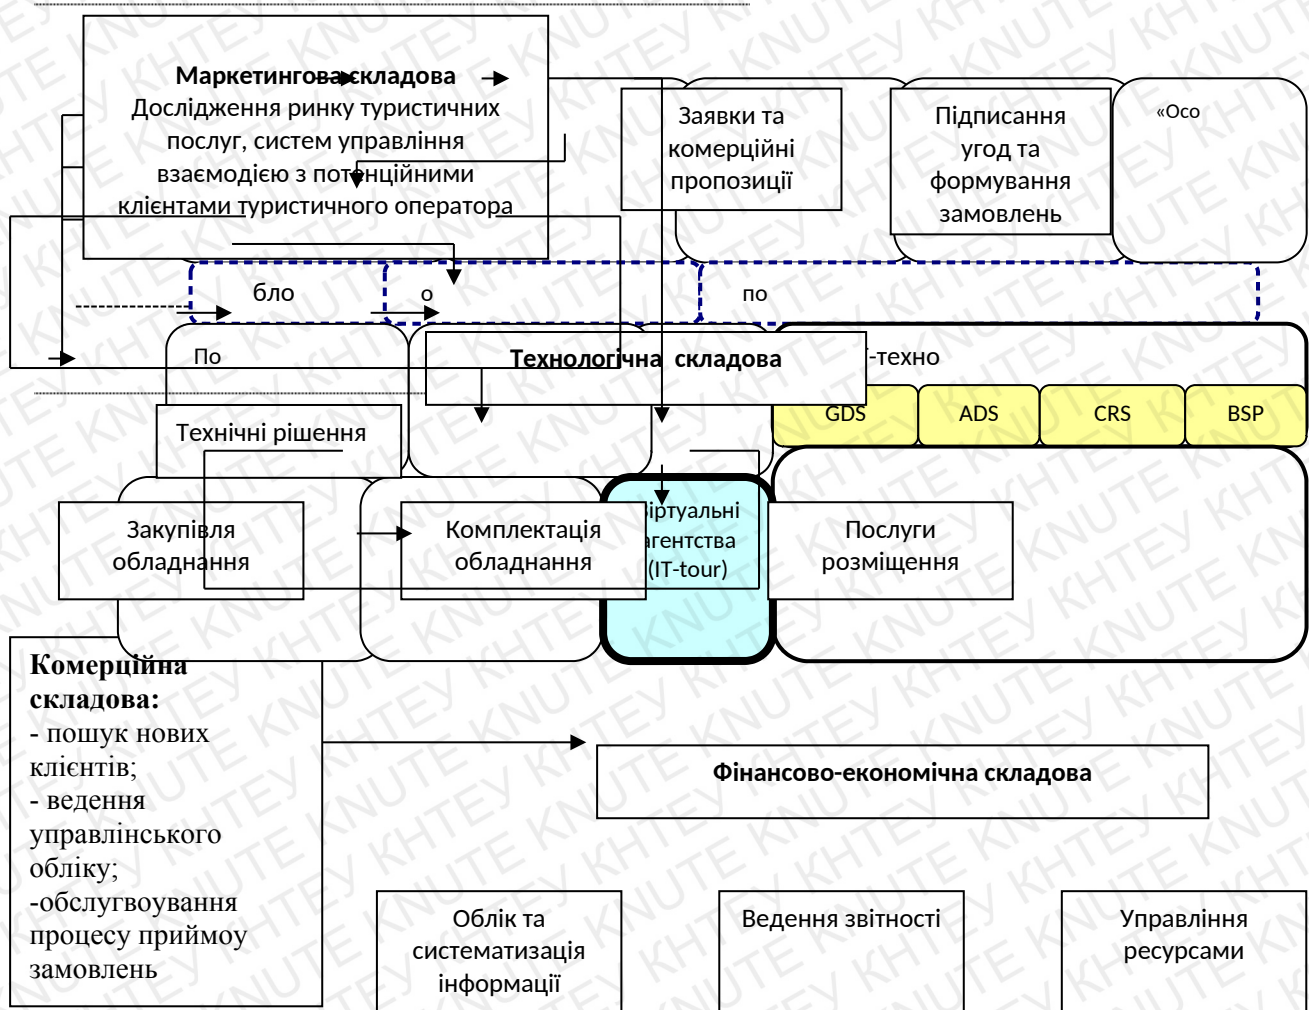 Маркетингова складова
Дослідження ринку туристичних
послуг, систем управління
взаємодією з потенційними
клієнтами туристичного оператора
Заявки та
комерційні
пропозиції
Підписання
угод та
формування
замовлень
«Осо
бло
о
по
По
Технологічна складова
-техно
GDS
ADS
CRS
BSP
Технічні рішення
Закупівля
обладнання
Комплектація
обладнання
іртуальні
агентства
(IT-tour)
Послуги
розміщення
Комерційна
складова:
- пошук нових
клієнтів;
- ведення
управлінського
обліку;
-обслугвоування
процесу приймоу
замовлень
Фінансово-економічна складова
Облік та
систематизація
інформації
Ведення звітності
Управління
ресурсами